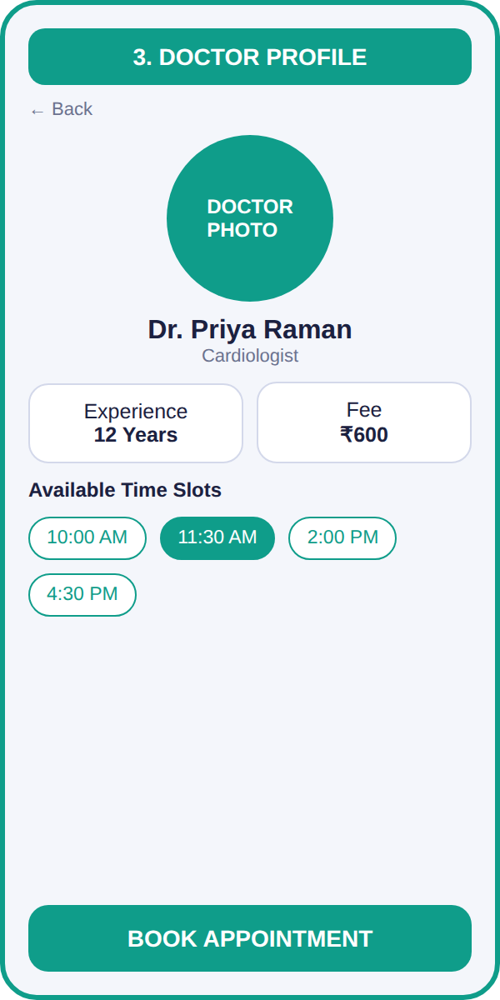 3. DOCTOR PROFILE
← Back
DOCTOR
PHOTO
Dr. Priya Raman
Cardiologist
Experience
12 Years
Fee
₹600
Available Time Slots
10:00 AM
11:30 AM
2:00 PM
4:30 PM
BOOK APPOINTMENT